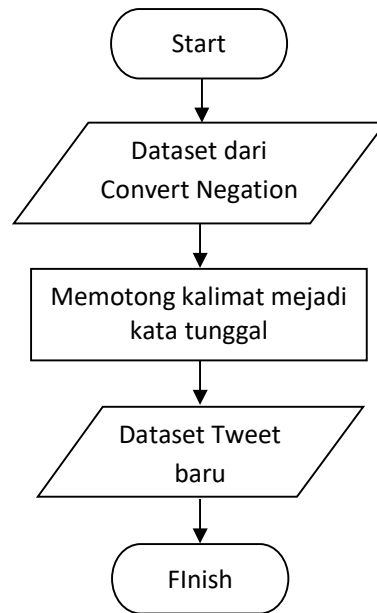 Start
Dataset dari
Convert Negation
Memotong kalimat mejadi
kata tunggal
Dataset Tweet
baru
FInish